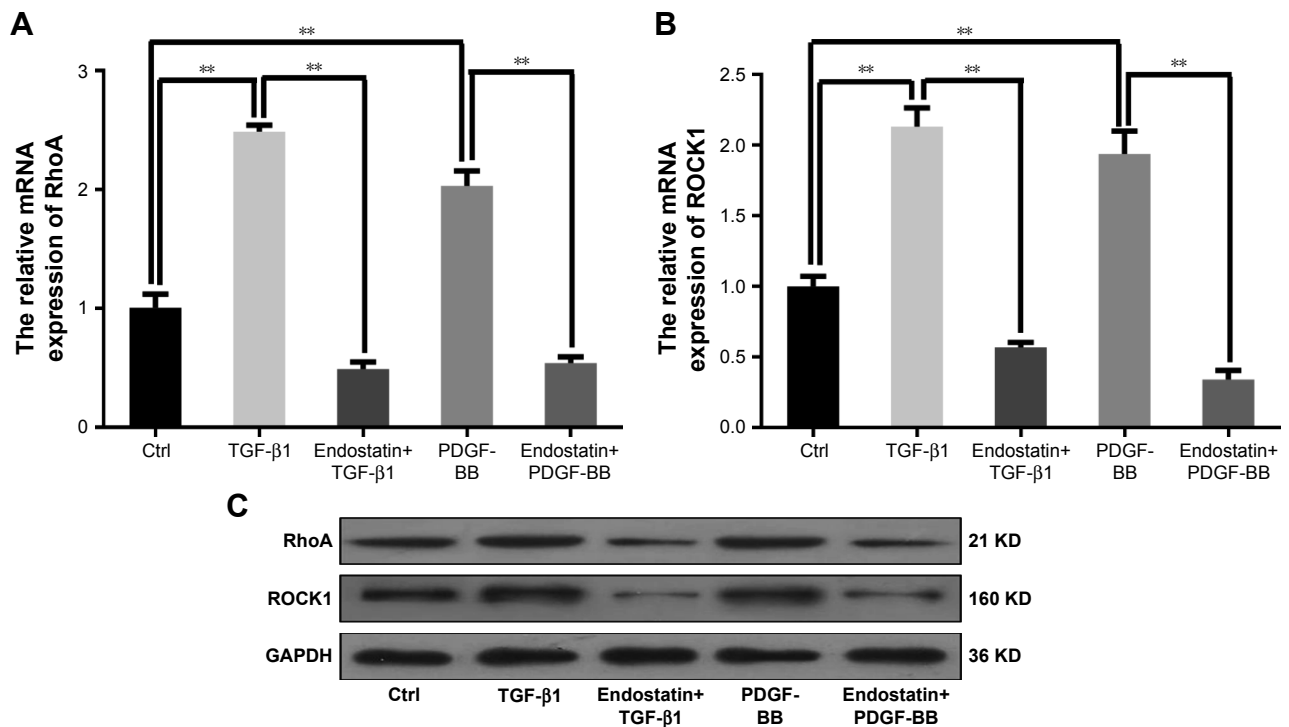 A
The relative mRNA
expression of RhoA
3
2
1
0
**
**
**
**
Ctrl
TGF-β1
Endostatin+
TGF-β1
PDGF-
BB
Endostatin+
PDGF-BB
B
The relative mRNA
expression of ROCK1
2.5
2.0
1.5
1.0
0.5
0.0
**
**
**
**
Ctrl
TGF-β1
Endostatin+
TGF-β1
PDGF-
BB
Endostatin+
PDGF-BB
C
RhoA
21 KD
ROCK1
160 KD
GAPDH
36 KD
Ctrl
TGF-β1
Endostatin+
TGF-β1
PDGF-
BB
Endostatin+
PDGF-BB